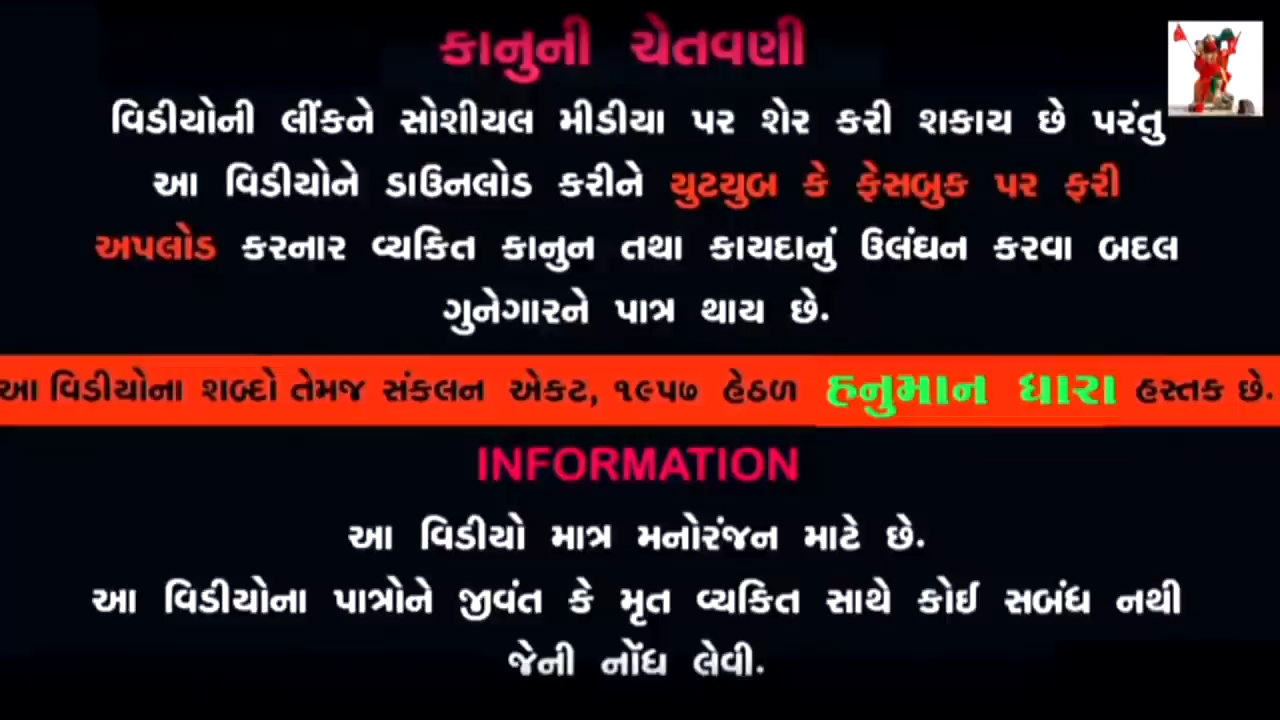 કાનુની ચેતવણી
વિડીયોની લીંકને સોશીયલ મીડીયા પર શેર કરી શકાય છે પરંતુ
આ વિડીયોને ડાઉનલોડ કરીને યુટયુબ કે ફેસબુક પર ફરી
અપલોડ કરનાર વ્યકિત કાનુન તથા કાયદાનું ઉલંઘન કરવા બદલ
ગુનેગારને પાત્ર થાય છે.
આ વિડીયોના શબ્દો તેમજ સંકલન એકટ, ૧૯૫૭ હેઠળ હનુમાન ધારા હસ્તક છે.
INFORMATION
આ વિડીયો માત્ર મનોરંજન માટે છે.
આ વિડીયોના પાત્રોને જીવંત કે મૃત વ્યકિત સાથે કોઈ સબંધ નથી
જેની નોંધ લેવી.